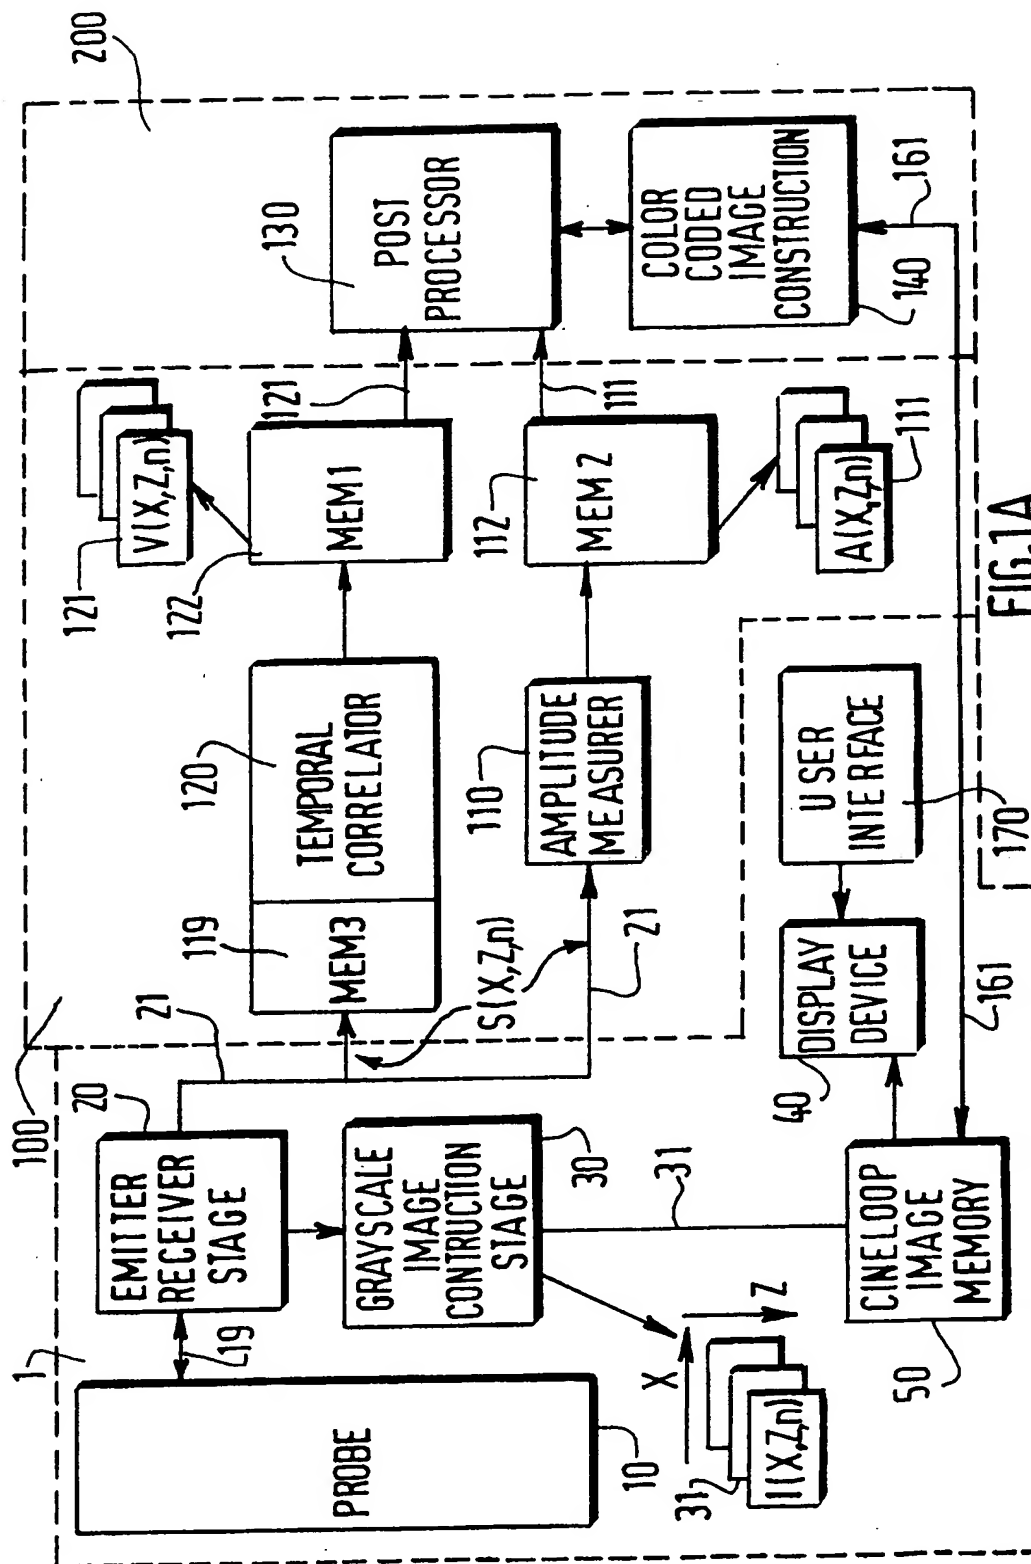 1
PROBE
10
19
20
EMITTER
RECEIVER
STAGE
21
100
GRAYSCALE
IMAGE
CONTRUCTION
STAGE
30
31
31
I(X,Z,n)
X
Z
CINELOOP
IMAGE
MEMORY
50
DISPLAY
DEVICE
40
USER
INTERFACE
170
161
S(X,Z,n)
21
119
MEM3
120
TEMPORAL
CORRELATOR
110
AMPLITUDE
MEASURER
121
V(X,Z,n)
122
MEM1
121
112
MEM2
111
A(X,Z,n)
111
130
POST
PROCESSOR
COLOR
CODED
IMAGE
CONSTRUCTION
140
161
200
FIG.1A